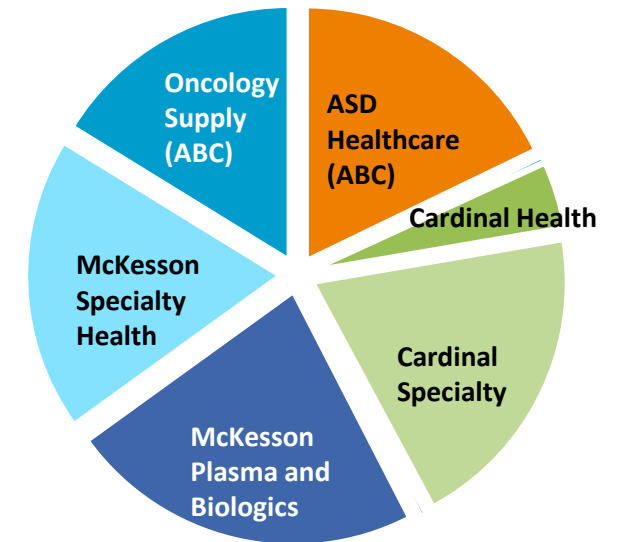 Oncology
Supply
(ABC)
ASD
Healthcare
(ABC)
Cardinal Health
McKesson
Specialty
Health
Cardinal
Specialty
McKesson
Plasma and
Biologics